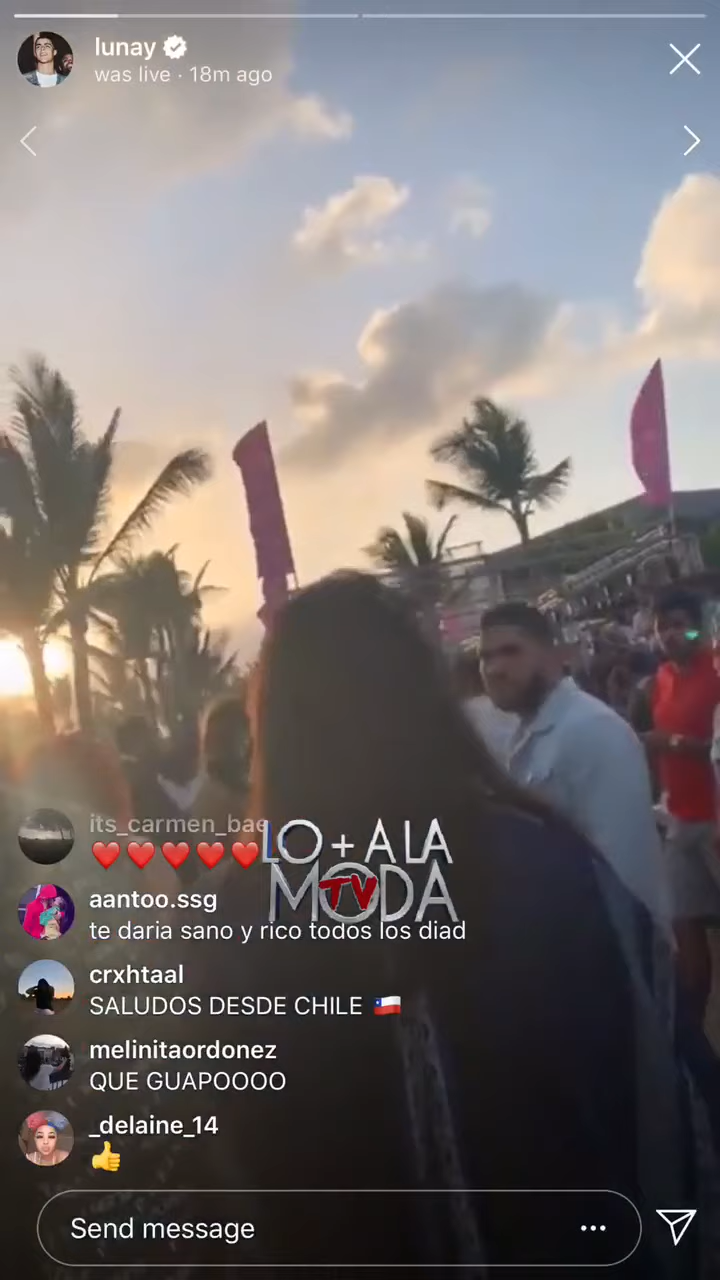 lunay
was live · 18m ago
its_carmen_bae
❤️❤️❤️❤️❤️
LO + A LA
MODA
TV
aantoo.ssg
te daria sano y rico todos los diad
crxhtaal
SALUDOS DESDE CHILE 🇨🇱
melinitaordonez
QUE GUAPOOOO
_delaine_14
👍
Send message